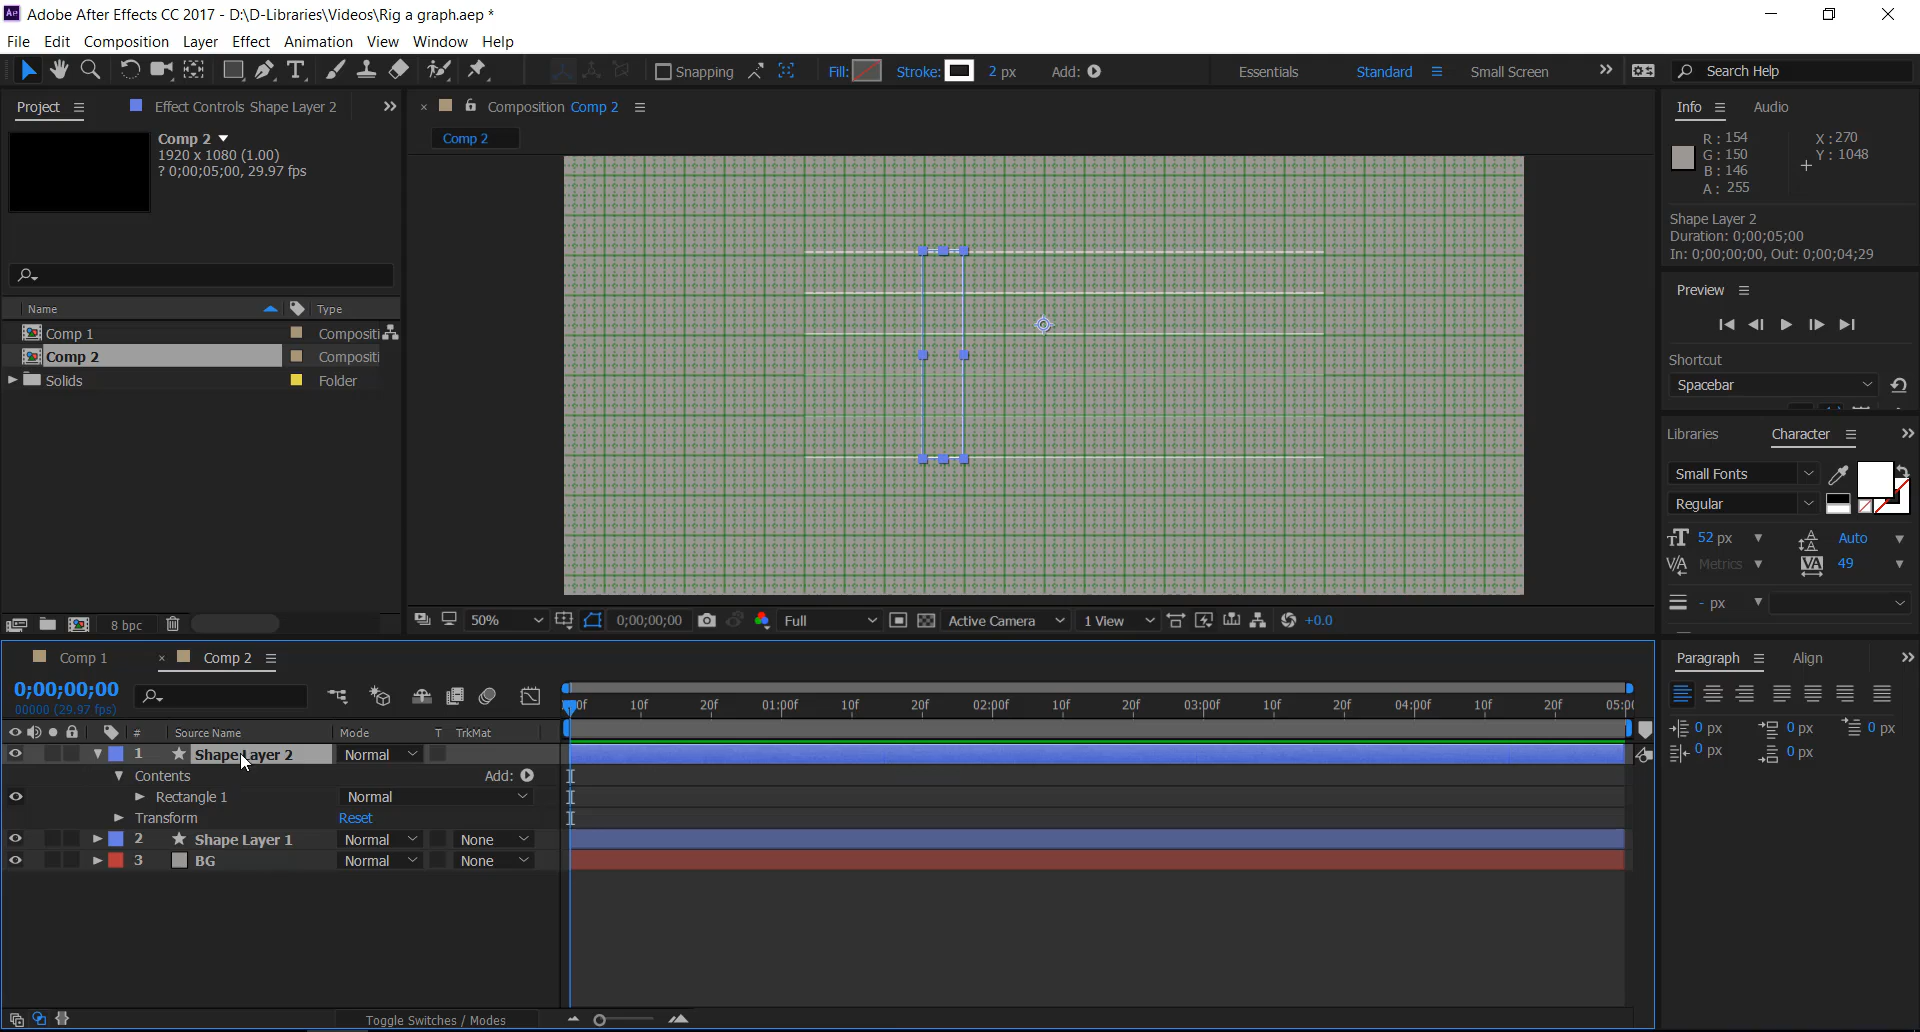 Adobe After Effects CC 2017 - D:\D-Libraries\Videos\Rig a graph.aep *
File Edit Composition Layer Effect Animation View Window Help
Snapping Fill: Stroke: 2 px Add: Essentials Standard Small Screen Search Help
Project Effect Controls Shape Layer 2
Composition Comp 2
Comp 2
Comp 2
1920 x 1080 (1.00)
? 0;00;05;00, 29.97 fps
Name Type
Comp 1 Compositi
Comp 2 Compositi
Solids Folder
8 bpc
50% 0;00;00;00 Full Active Camera 1 View +0.0
Info Audio
R: 154 X: 270
G: 150 Y: 1048
B: 146
A: 255
Shape Layer 2
Duration: 0;00;05;00
In: 0;00;00;00, Out: 0;00;04;29
Preview
Shortcut
Spacebar
Libraries Character
Small Fonts
Regular
52 px Auto
Metrics 49
- px
Comp 1 Comp 2
0;00;00;00
00000 (29.97 fps)
# Source Name Mode T TrkMat
:00f 10f 20f 01:00f 10f 20f 02:00f 10f 20f 03:00f 10f 20f 04:00f 10f 20f 05:00
1 Shape Layer 2 Normal
Contents Add:
Rectangle 1 Normal
Transform Reset
2 Shape Layer 1 Normal None
3 BG Normal None
Toggle Switches / Modes
Paragraph Align
0 px 0 px 0 px
0 px 0 px